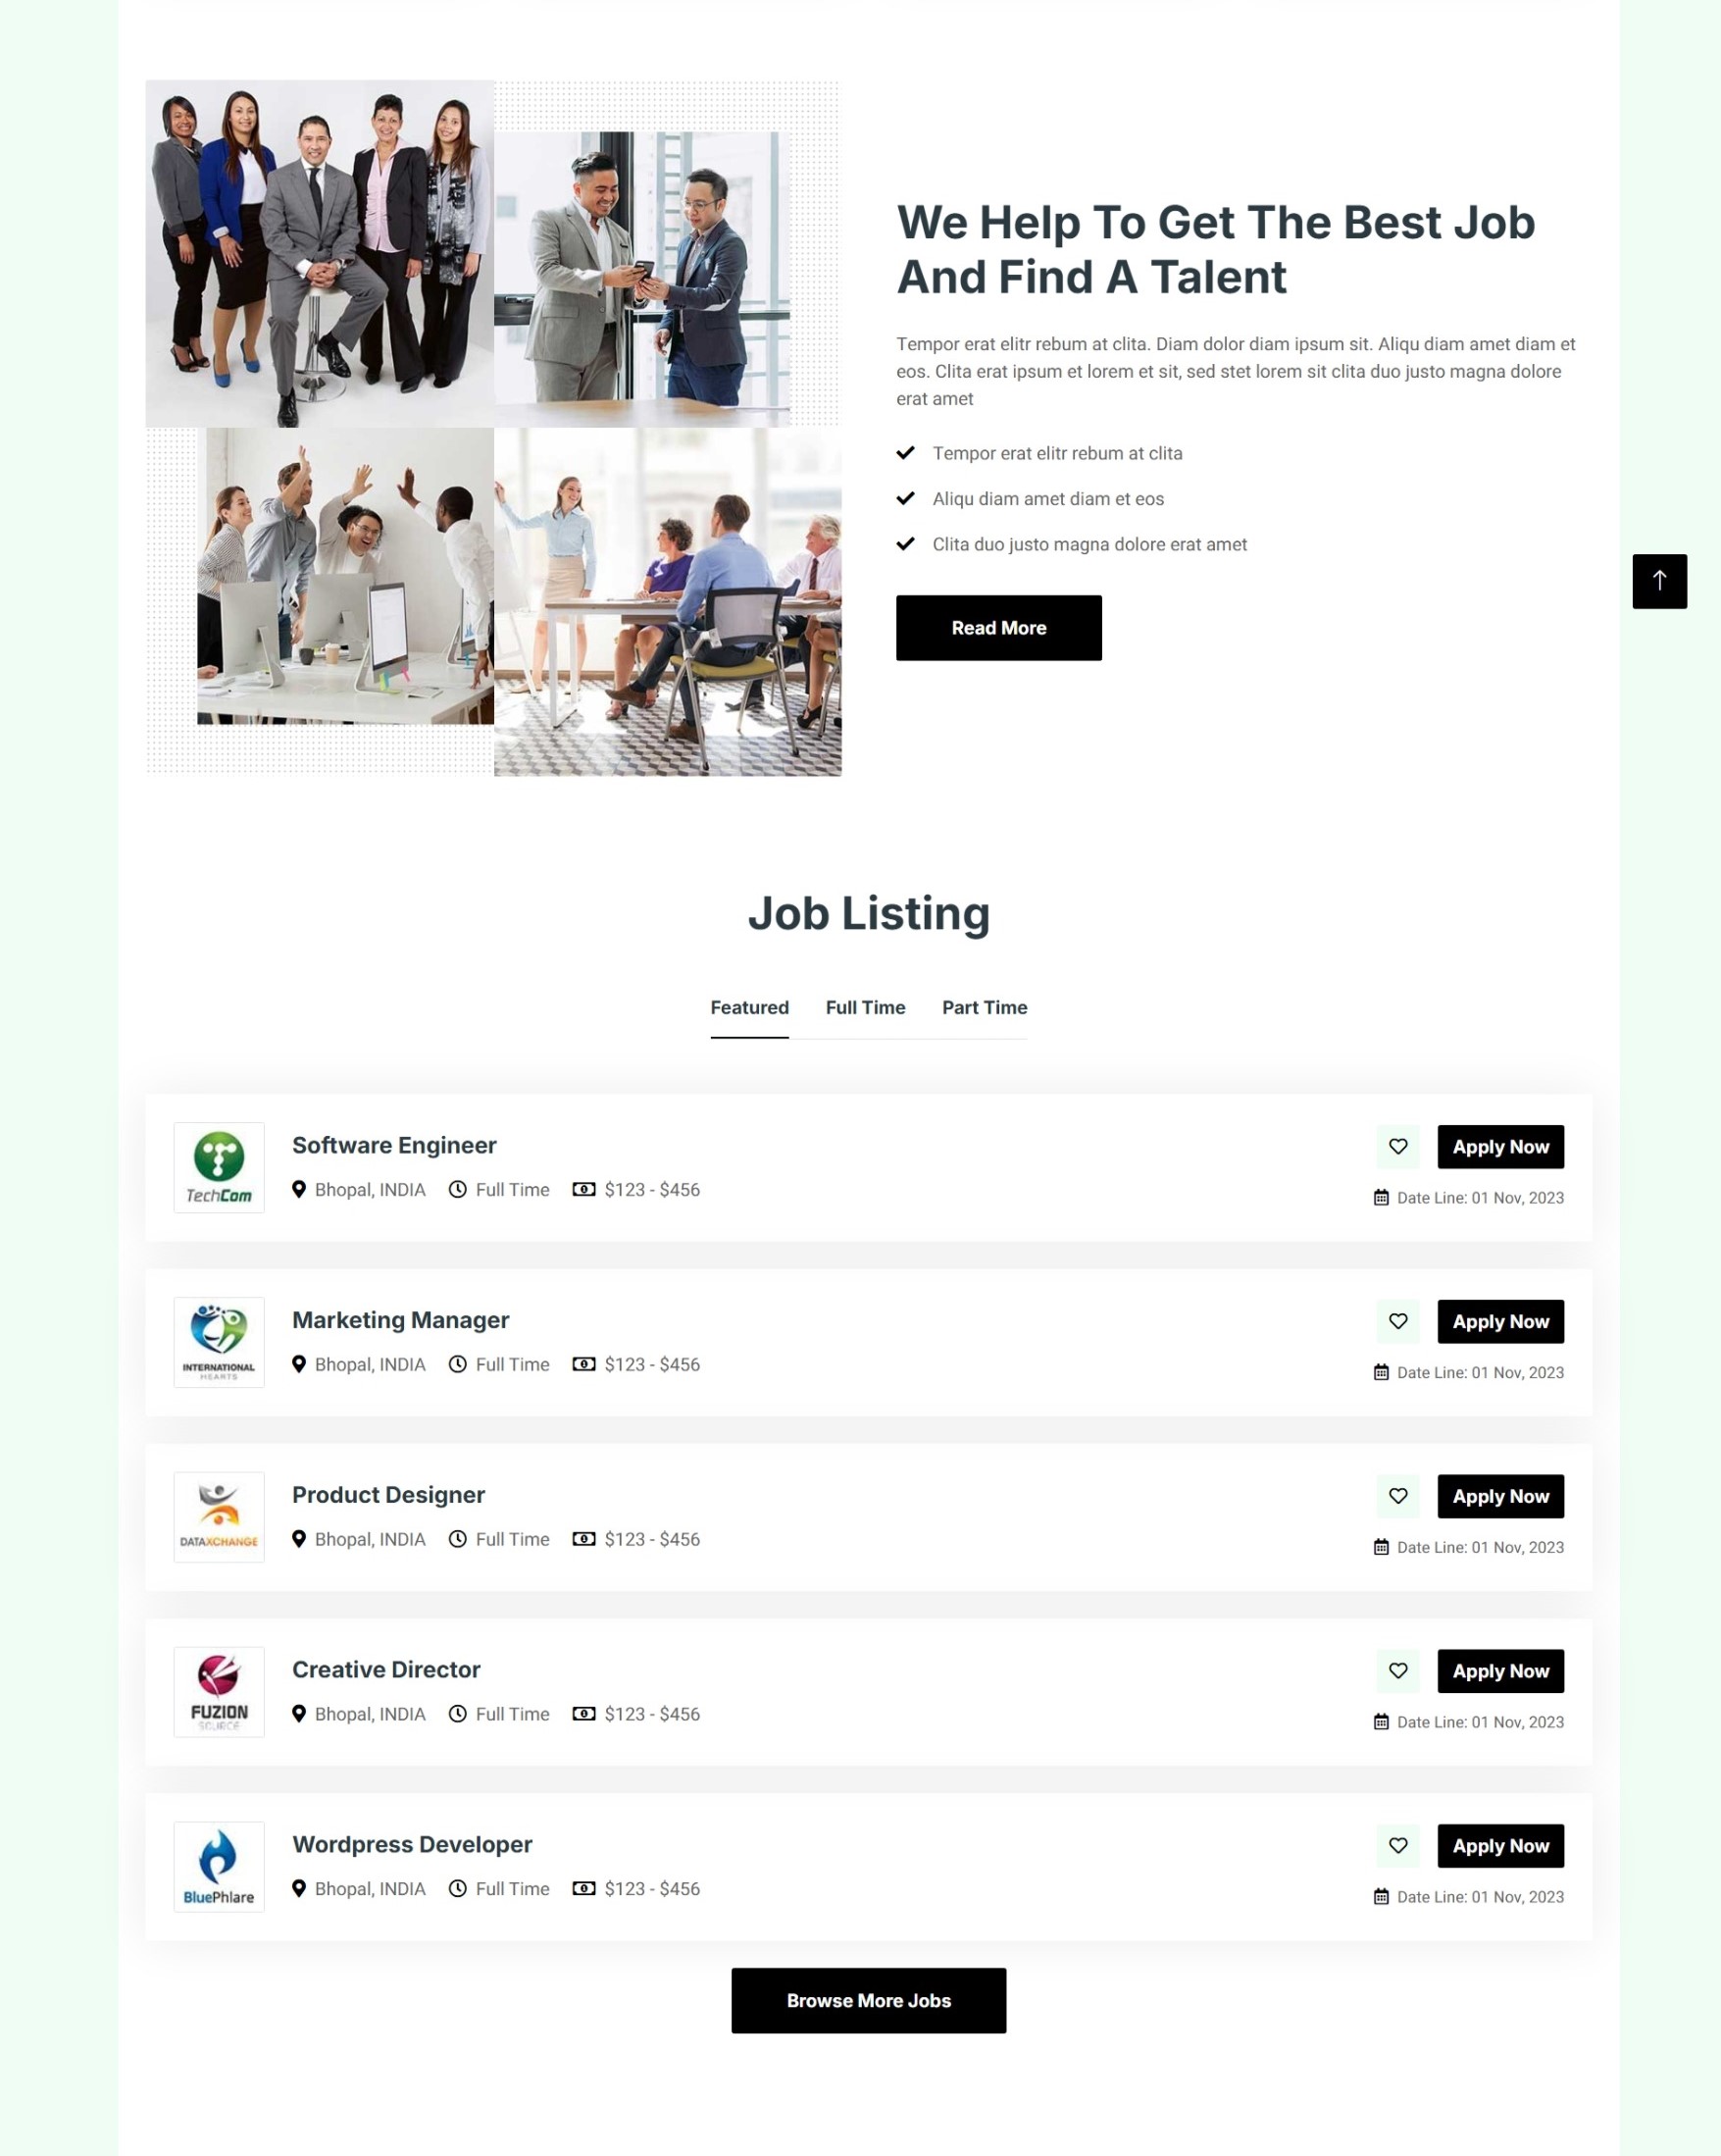 We Help To Get The Best Job
And Find A Talent
Tempor erat elitr rebum at clita. Diam dolor diam ipsum sit. Aliqu diam amet diam et
eos. Clita erat ipsum et lorem et sit, sed stet lorem sit clita duo justo magna dolore
erat amet
Tempor erat elitr rebum at clita
Aliqu diam amet diam et eos
Clita duo justo magna dolore erat amet
Read More
Job Listing
Featured Full Time Part Time
TechCom
Software Engineer
Bhopal, INDIA Full Time $123 - $456
Apply Now
Date Line: 01 Nov, 2023
INTERNATIONAL
HEARTS
Marketing Manager
Bhopal, INDIA Full Time $123 - $456
Apply Now
Date Line: 01 Nov, 2023
DATAXCHANGE
Product Designer
Bhopal, INDIA Full Time $123 - $456
Apply Now
Date Line: 01 Nov, 2023
FUZION
SOURCE
Creative Director
Bhopal, INDIA Full Time $123 - $456
Apply Now
Date Line: 01 Nov, 2023
BluePhlare
Wordpress Developer
Bhopal, INDIA Full Time $123 - $456
Apply Now
Date Line: 01 Nov, 2023
Browse More Jobs